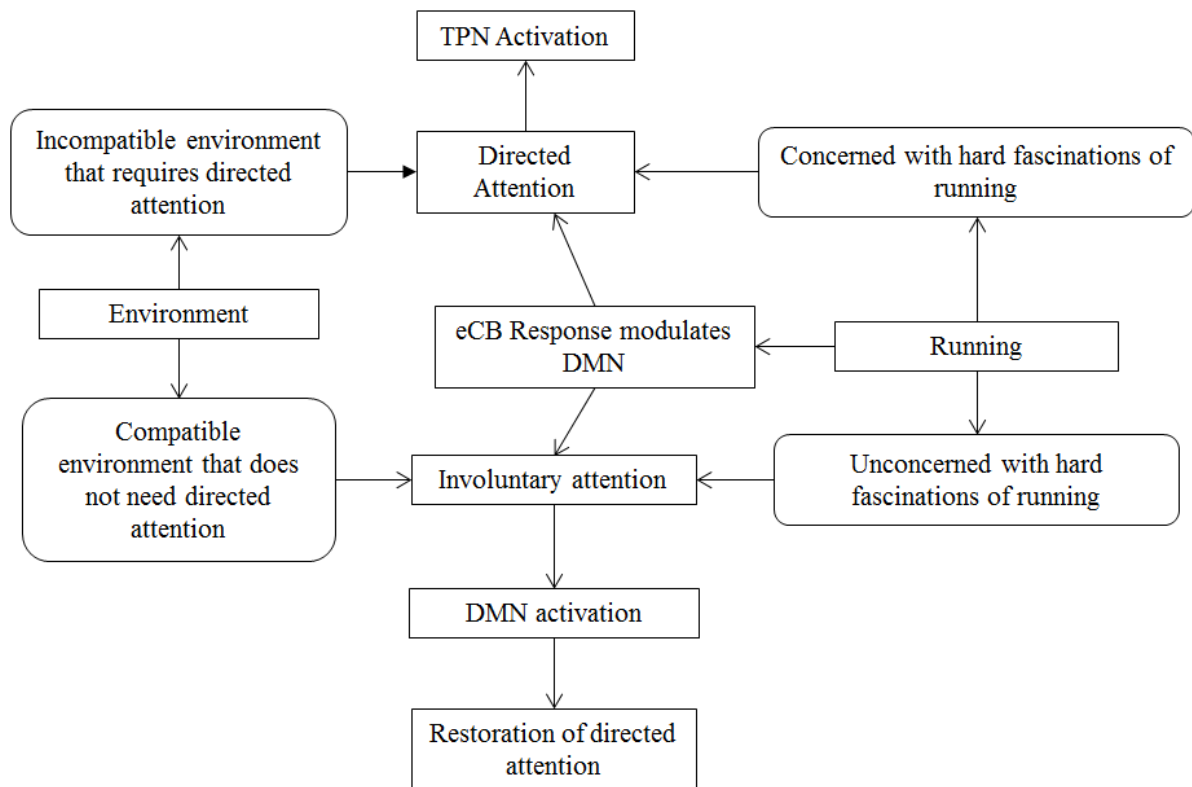 TPN Activation
Incompatible environment
that requires directed
attention
Directed
Attention
Concerned with hard fascinations of
running
Environment
eCB Response modulates
DMN
Running
Compatible
environment that does
not need directed
attention
Involuntary attention
Unconcerned with hard
fascinations of running
DMN activation
Restoration of directed
attention